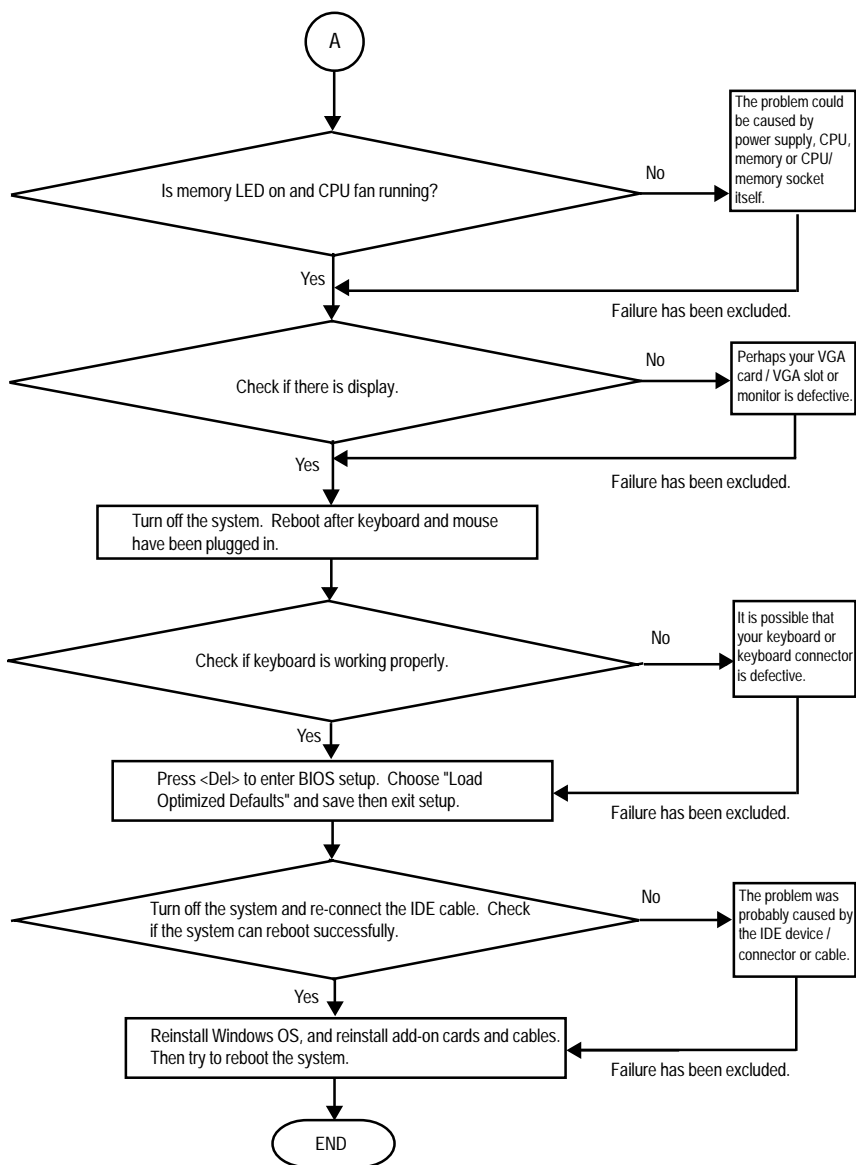 A
Is memory LED on and CPU fan running?
No
The problem could
be caused by
power supply, CPU,
memory or CPU/
memory socket
itself.
Yes
Failure has been excluded.
Check if there is display.
No
Perhaps your VGA
card / VGA slot or
monitor is defective.
Yes
Failure has been excluded.
Turn off the system. Reboot after keyboard and mouse
have been plugged in.
Check if keyboard is working properly.
No
It is possible that
your keyboard or
keyboard connector
is defective.
Yes
Press <Del> to enter BIOS setup. Choose "Load
Optimized Defaults" and save then exit setup.
Failure has been excluded.
Turn off the system and re-connect the IDE cable. Check
if the system can reboot successfully.
No
The problem was
probably caused by
the IDE device /
connector or cable.
Yes
Reinstall Windows OS, and reinstall add-on cards and cables.
Then try to reboot the system.
Failure has been excluded.
END